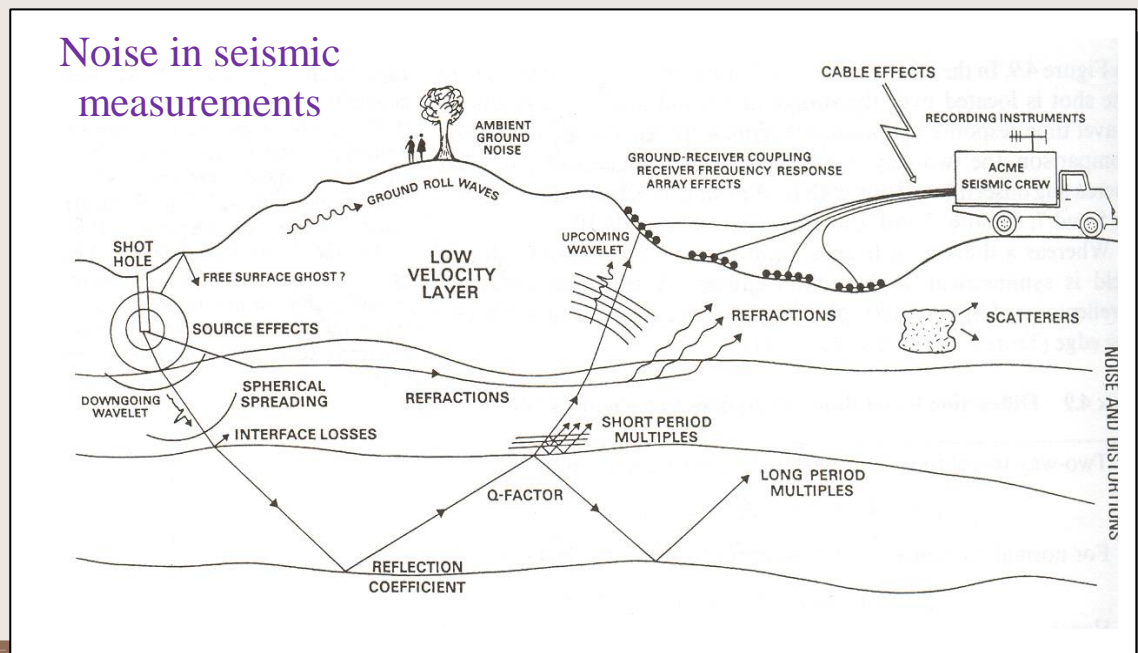 Noise in seismic
measurements
CABLE EFFECTS
RECORDING INSTRUMENTS
AMBIENT
GROUND
NOISE
GROUND-RECEIVER COUPLING
RECEIVER FREQUENCY RESPONSE
ARRAY EFFECTS
ACME
SEISMIC CREW
GROUND ROLL WAVES
UPCOMING
WAVELET
SHOT
HOLE
FREE SURFACE GHOST ?
LOW
VELOCITY
LAYER
SOURCE EFFECTS
REFRACTIONS
SCATTERERS
SPHERICAL
SPREADING
DOWNGOING
WAVELET
REFRACTIONS
INTERFACE LOSSES
SHORT PERIOD
MULTIPLES
Q-FACTOR
LONG PERIOD
MULTIPLES
REFLECTION
COEFFICIENT
NOISE AND DISTORTIONS